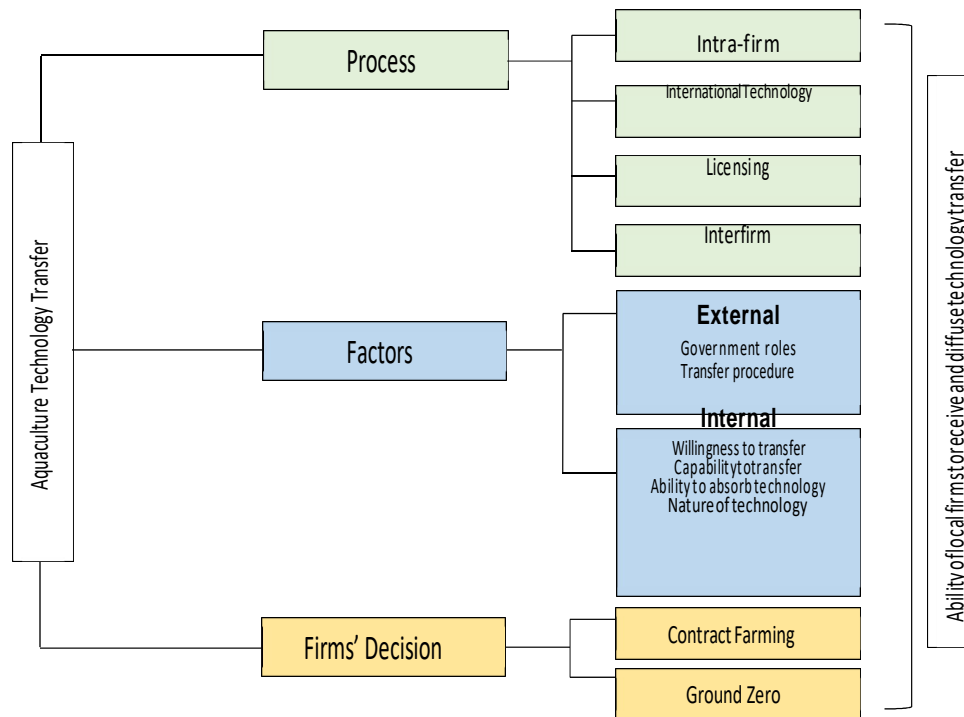 Aquaculture Technology Transfer
Process
Intra-firm
International Technology
Licensing
Interfirm
Factors
External
Government roles
Transfer procedure
Internal
Willingness to transfer
Capability to transfer
Ability to absorb technology
Nature of technology
Firms’ Decision
Contract Farming
Ground Zero
Ability of local firms to receive and diffuse technology transfer